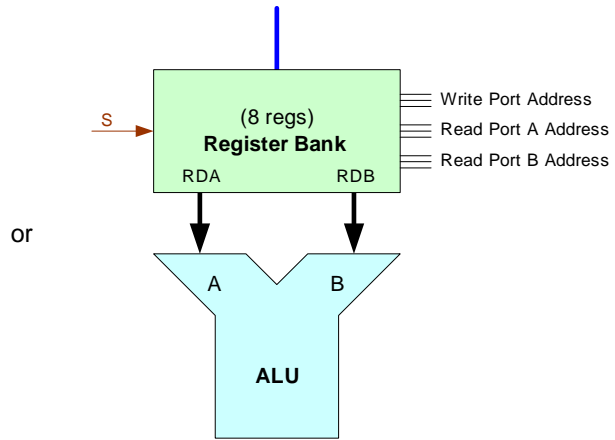 (8 regs)
Write Port Address
S
Register Bank
Read Port A Address
Read Port B Address
RDA
RDB
or
A
B
ALU